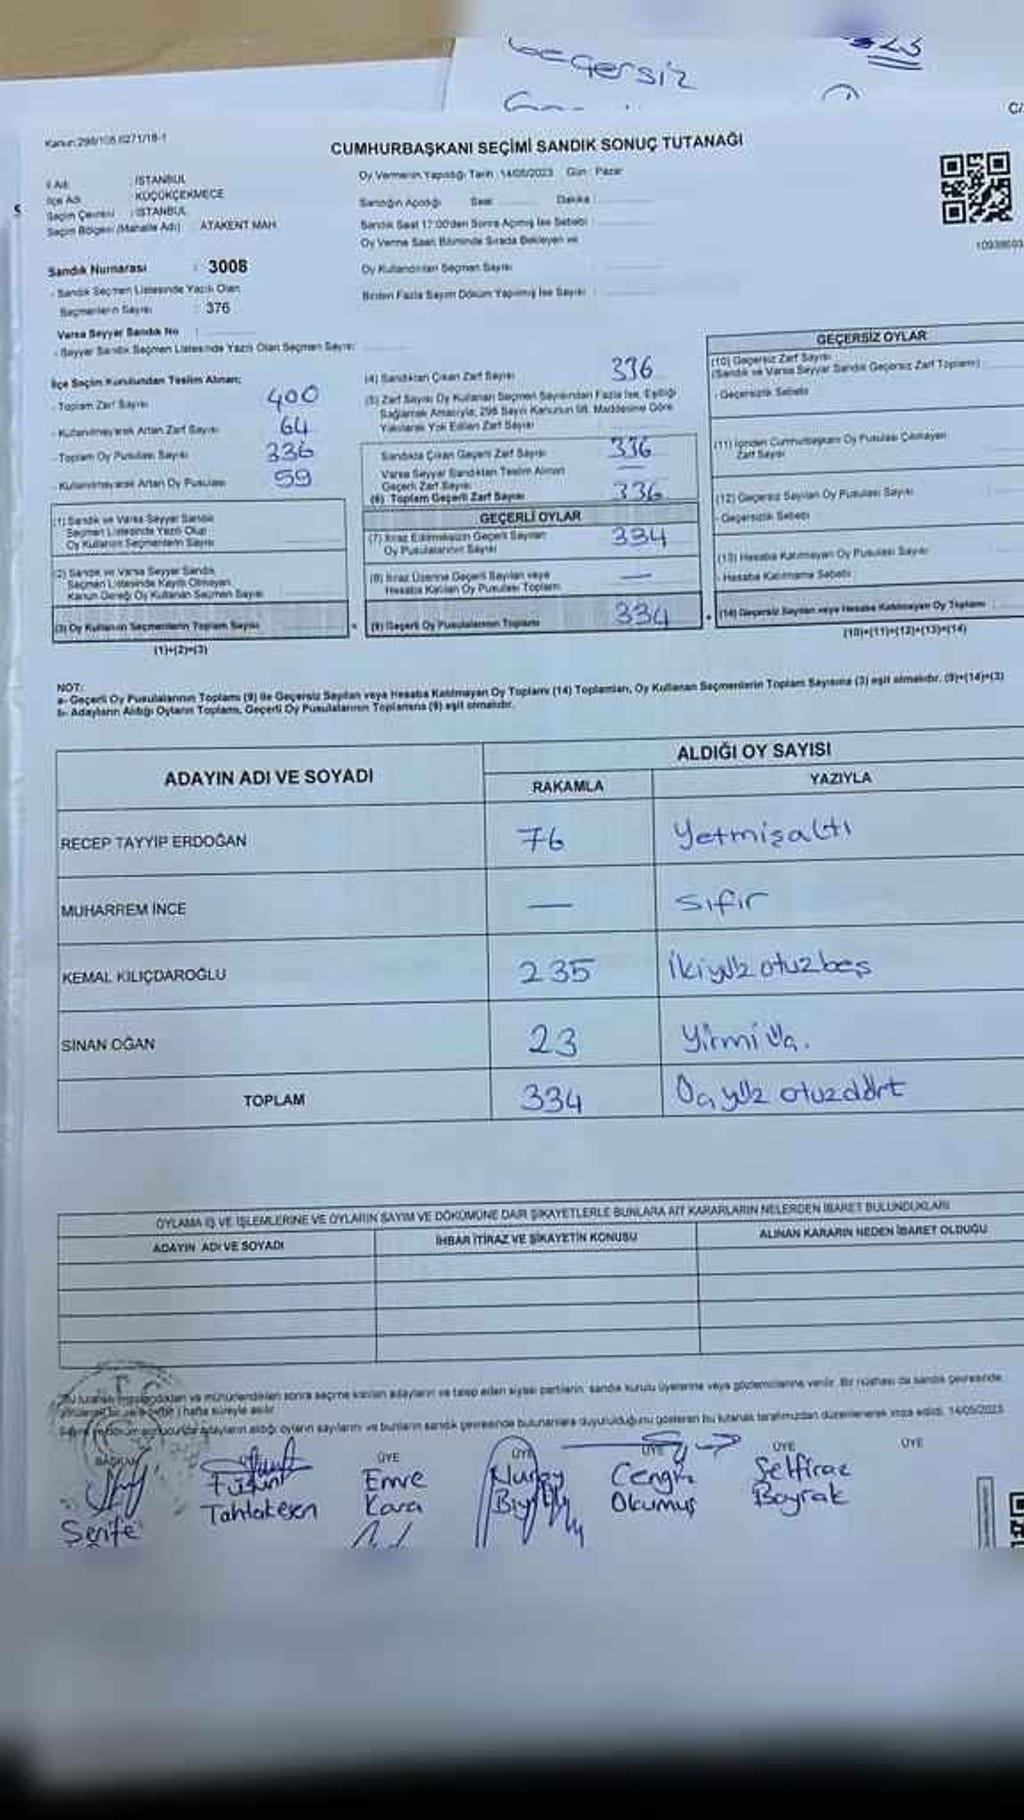 Geçersiz
23
Kanun:298/105 6271/18-1
C/
CUMHURBAŞKANI SEÇİMİ SANDIK SONUÇ TUTANAĞI
İl Adı : İSTANBUL
İlçe Adı : KÜÇÜKÇEKMECE
Seçim Çevresi : İSTANBUL
Seçim Bölgesi (Mahalle Adı) ATAKENT MAH.
Sandık Numarası : 3008
- Sandık Seçmen Listesinde Yazılı Olan
Seçmenlerin Sayısı : 376
Varsa Seyyar Sandık No :
- Seyyar Sandık Seçmen Listesinde Yazılı Olan Seçmen Sayısı:
Oy Vermenin Yapıldığı Tarih: 14/05/2023 Gün: Pazar
Sandığın Açıldığı Saat Dakika
Sandık Saat 17:00'den Sonra Açılmış İse Sebebi
Oy Verme Saati Bitiminde Sırada Bekleyen ve
Oy Kullandırılan Seçmen Sayısı
Birden Fazla Sayım Döküm Yapılmış İse Sayısı :
İlçe Seçim Kurulundan Teslim Alınan;
- Toplam Zarf Sayısı 400
- Kullanılmayarak Artan Zarf Sayısı 64
- Toplam Oy Pusulası Sayısı 336
- Kullanılmayarak Artan Oy Pusulası 59
(1) Sandık ve Varsa Seyyar Sandık
Seçmen Listesinde Yazılı Olup
Oy Kullanan Seçmenlerin Sayısı
(2) Sandık ve Varsa Seyyar Sandık
Seçmen Listesinde Kayıtlı Olmayan
Kanun Gereği Oy Kullanan Seçmen Sayısı
(3) Oy Kullanan Seçmenlerin Toplam Sayısı
(1)+(2)=(3)
(4) Sandıktan Çıkan Zarf Sayısı 336
(5) Zarf Sayısı Oy Kullanan Seçmen Sayısından Fazla İse, Eşitliği
Sağlamak Amacıyla, 298 Sayılı Kanunun 98. Maddesine Göre
Yakılarak Yok Edilen Zarf Sayısı
Sandıkta Çıkan Geçerli Zarf Sayısı 336
Varsa Seyyar Sandıktan Teslim Alınan
Geçerli Zarf Sayısı —
(6) Toplam Geçerli Zarf Sayısı 336
GEÇERLİ OYLAR
(7) İtiraz Edilmeksizin Geçerli Sayılan
Oy Pusulalarının Sayısı 334
(8) İtiraz Üzerine Geçerli Sayılan veya
Hesaba Katılan Oy Pusulası Toplamı —
(9) Geçerli Oy Pusulalarının Toplamı 334
GEÇERSİZ OYLAR
(10) Geçersiz Zarf Sayısı
(Sandık ve Varsa Seyyar Sandık Geçersiz Zarf Toplamı)
- Geçersizlik Sebebi
(11) İçinden Cumhurbaşkanı Oy Pusulası Çıkmayan
Zarf Sayısı
(12) Geçersiz Sayılan Oy Pusulası Sayısı
- Geçersizlik Sebebi
(13) Hesaba Katılmayan Oy Pusulası Sayısı
- Hesaba Katılmama Sebebi
(14) Geçersiz Sayılan veya Hesaba Katılmayan Oy Toplamı
(10)+(11)+(12)+(13)=(14)
NOT:
a- Geçerli Oy Pusulalarının Toplamı (9) ile Geçersiz Sayılan veya Hesaba Katılmayan Oy Toplamı (14) Toplamları, Oy Kullanan Seçmenlerin Toplam Sayısına (3) eşit olmalıdır. (9)+(14)=(3)
b- Adayların Aldığı Oyların Toplamı, Geçerli Oy Pusulalarının Toplamına (9) eşit olmalıdır.
ADAYIN ADI VE SOYADI
ALDIĞI OY SAYISI
RAKAMLA YAZIYLA
RECEP TAYYİP ERDOĞAN 76 Yetmişaltı
MUHARREM İNCE — Sıfır
KEMAL KILIÇDAROĞLU 235 İkiyüz otuzbeş
SİNAN OĞAN 23 Yirmi üç.
TOPLAM 334 Üçyüz otuzdört
OYLAMA İŞ VE İŞLEMLERİNE VE OYLARIN SAYIM VE DÖKÜMÜNE DAİR ŞİKAYETLERLE BUNLARA AİT KARARLARIN NELERDEN İBARET BULUNDUKLARI
ADAYIN ADI VE SOYADI İHBAR İTİRAZ VE ŞİKAYETİN KONUSU ALINAN KARARIN NEDEN İBARET OLDUĞU
seçime katılan adayların ve talep eden siyasi partilerin, sandık kurulu üyelerine veya gözlemcilerine verilir. Bir nüshası da sandık çevresinde
hafta süreyle asılır.
adayların aldığı oyların sayılarını ve bunların sandık çevresinde bulunanlara duyurulduğunu gösteren bu tutanak tarafımızdan düzenlenerek imza edildi. 14/05/2023
BAŞKAN ÜYE ÜYE ÜYE ÜYE ÜYE
Şerife
Füsun
Tahtakesen
Emre
Kara
Nuray
Cengiz
Okumuş
Selfiraz
Bayrak